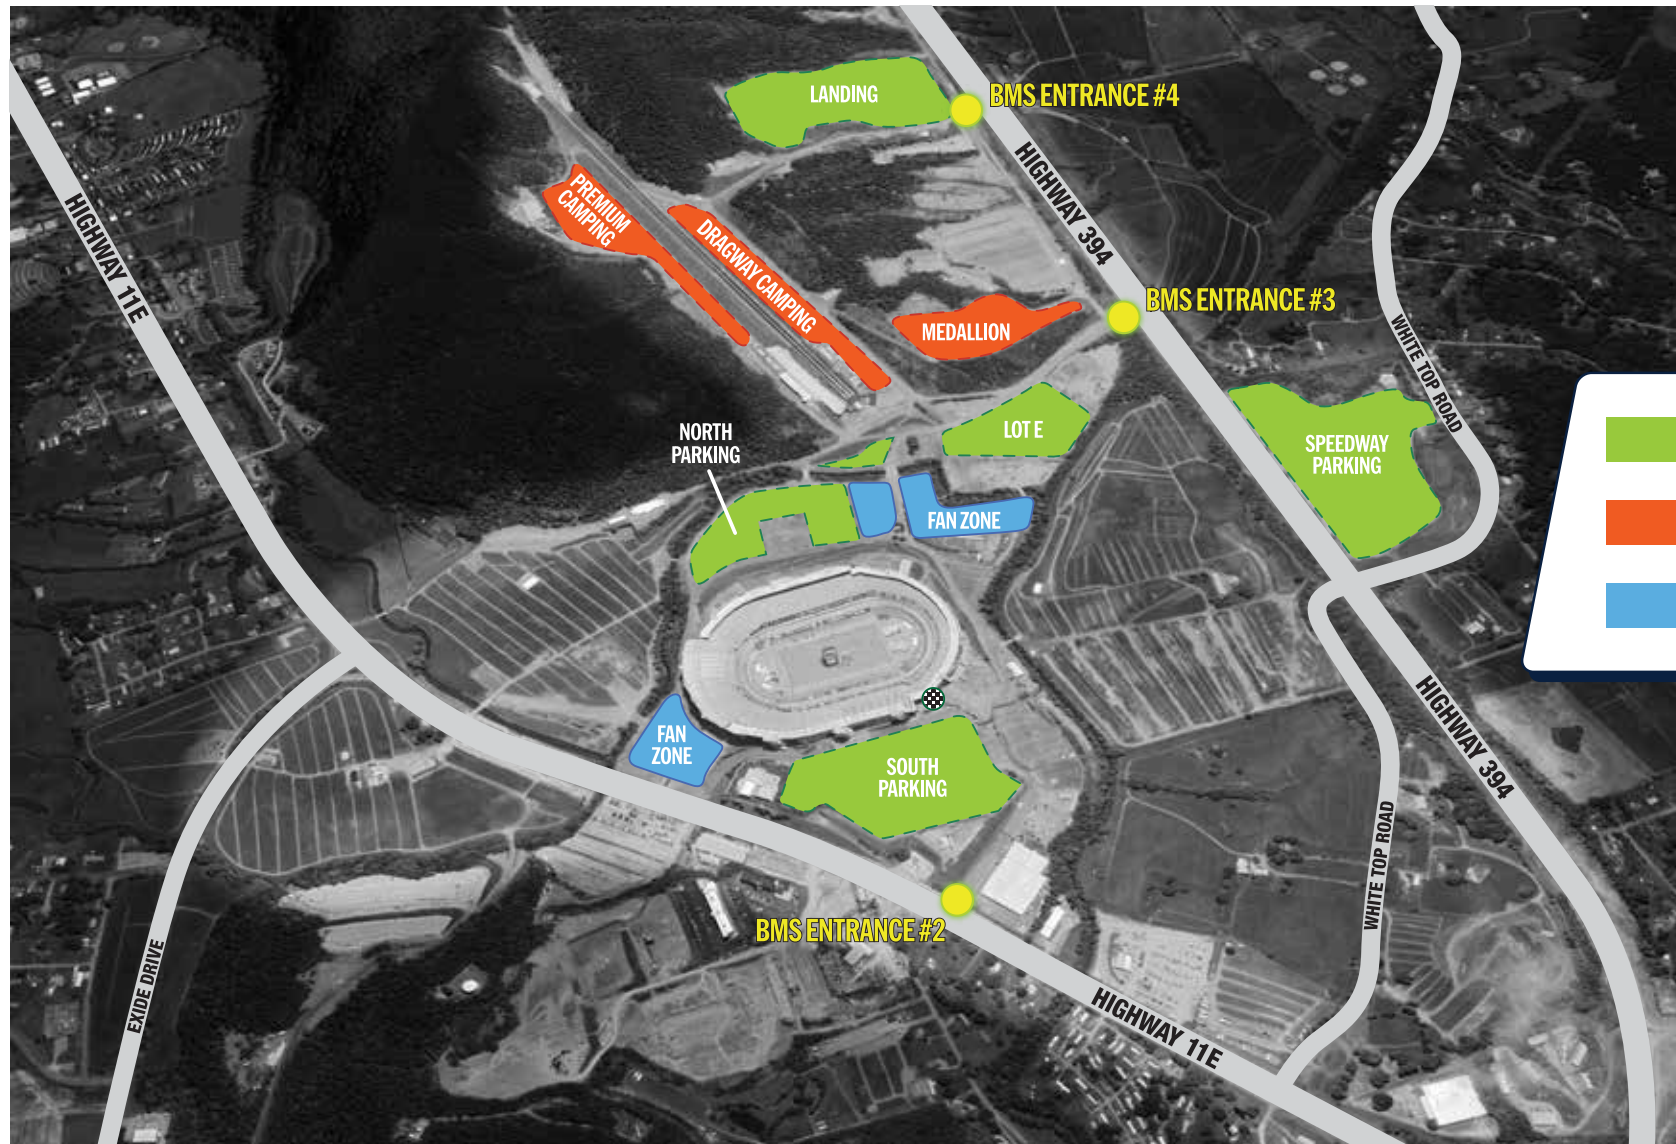 LANDING
BMS ENTRANCE #4
HIGHWAY 394
PREMIUM
CAMPING
DRAGWAY CAMPING
HIGHWAY 11E
BMS ENTRANCE #3
MEDALLION
WHITE TOP ROAD
NORTH
PARKING
LOT E
SPEEDWAY
PARKING
FAN ZONE
FAN
ZONE
SOUTH
PARKING
HIGHWAY 394
WHITE TOP ROAD
BMS ENTRANCE #2
EXIDE DRIVE
HIGHWAY 11E